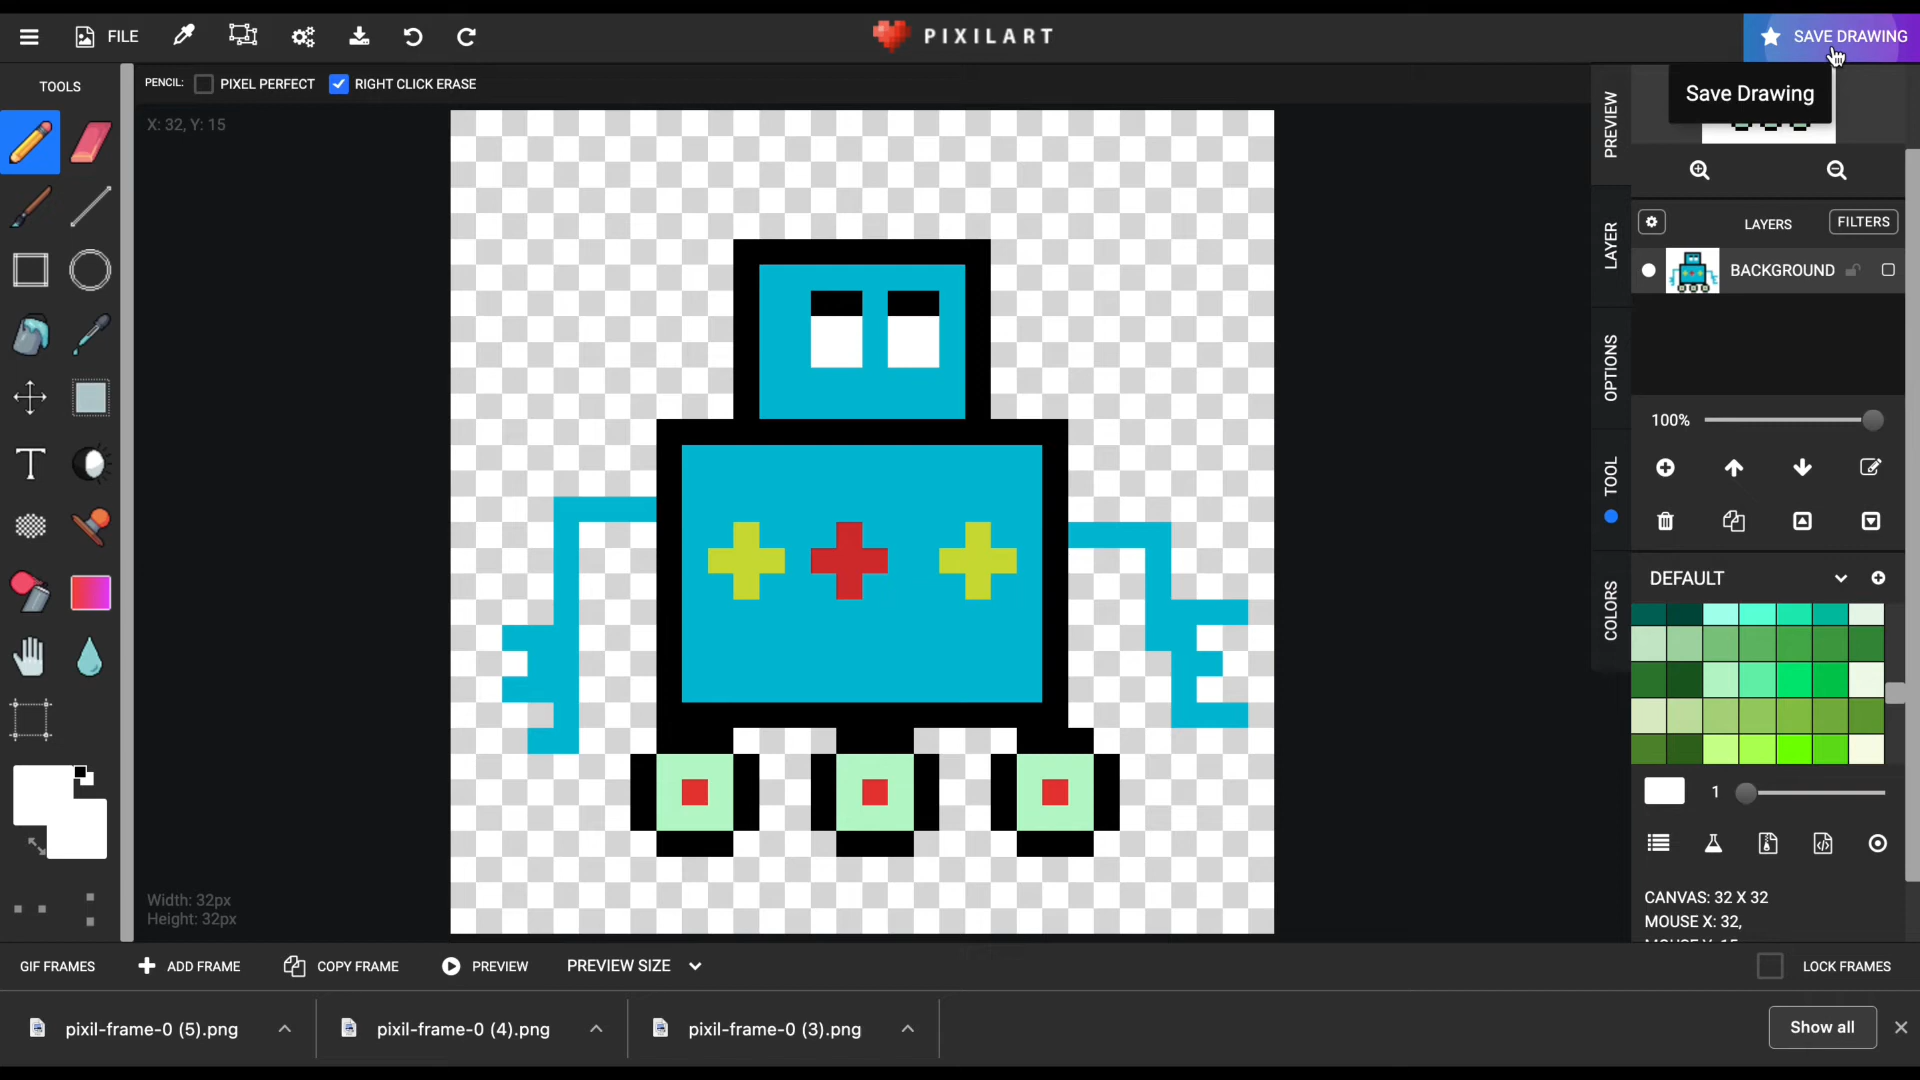 FILE
PIXILART
SAVE DRAWING
TOOLS
PENCIL:
PIXEL PERFECT
RIGHT CLICK ERASE
Save Drawing
X: 32, Y: 15
PREVIEW
LAYER
OPTIONS
TOOL
COLORS
LAYERS
FILTERS
BACKGROUND
100%
DEFAULT
1
CANVAS: 32 X 32
MOUSE X: 32,
Width: 32px
Height: 32px
GIF FRAMES
ADD FRAME
COPY FRAME
PREVIEW
PREVIEW SIZE
LOCK FRAMES
pixil-frame-0 (5).png
pixil-frame-0 (4).png
pixil-frame-0 (3).png
Show all